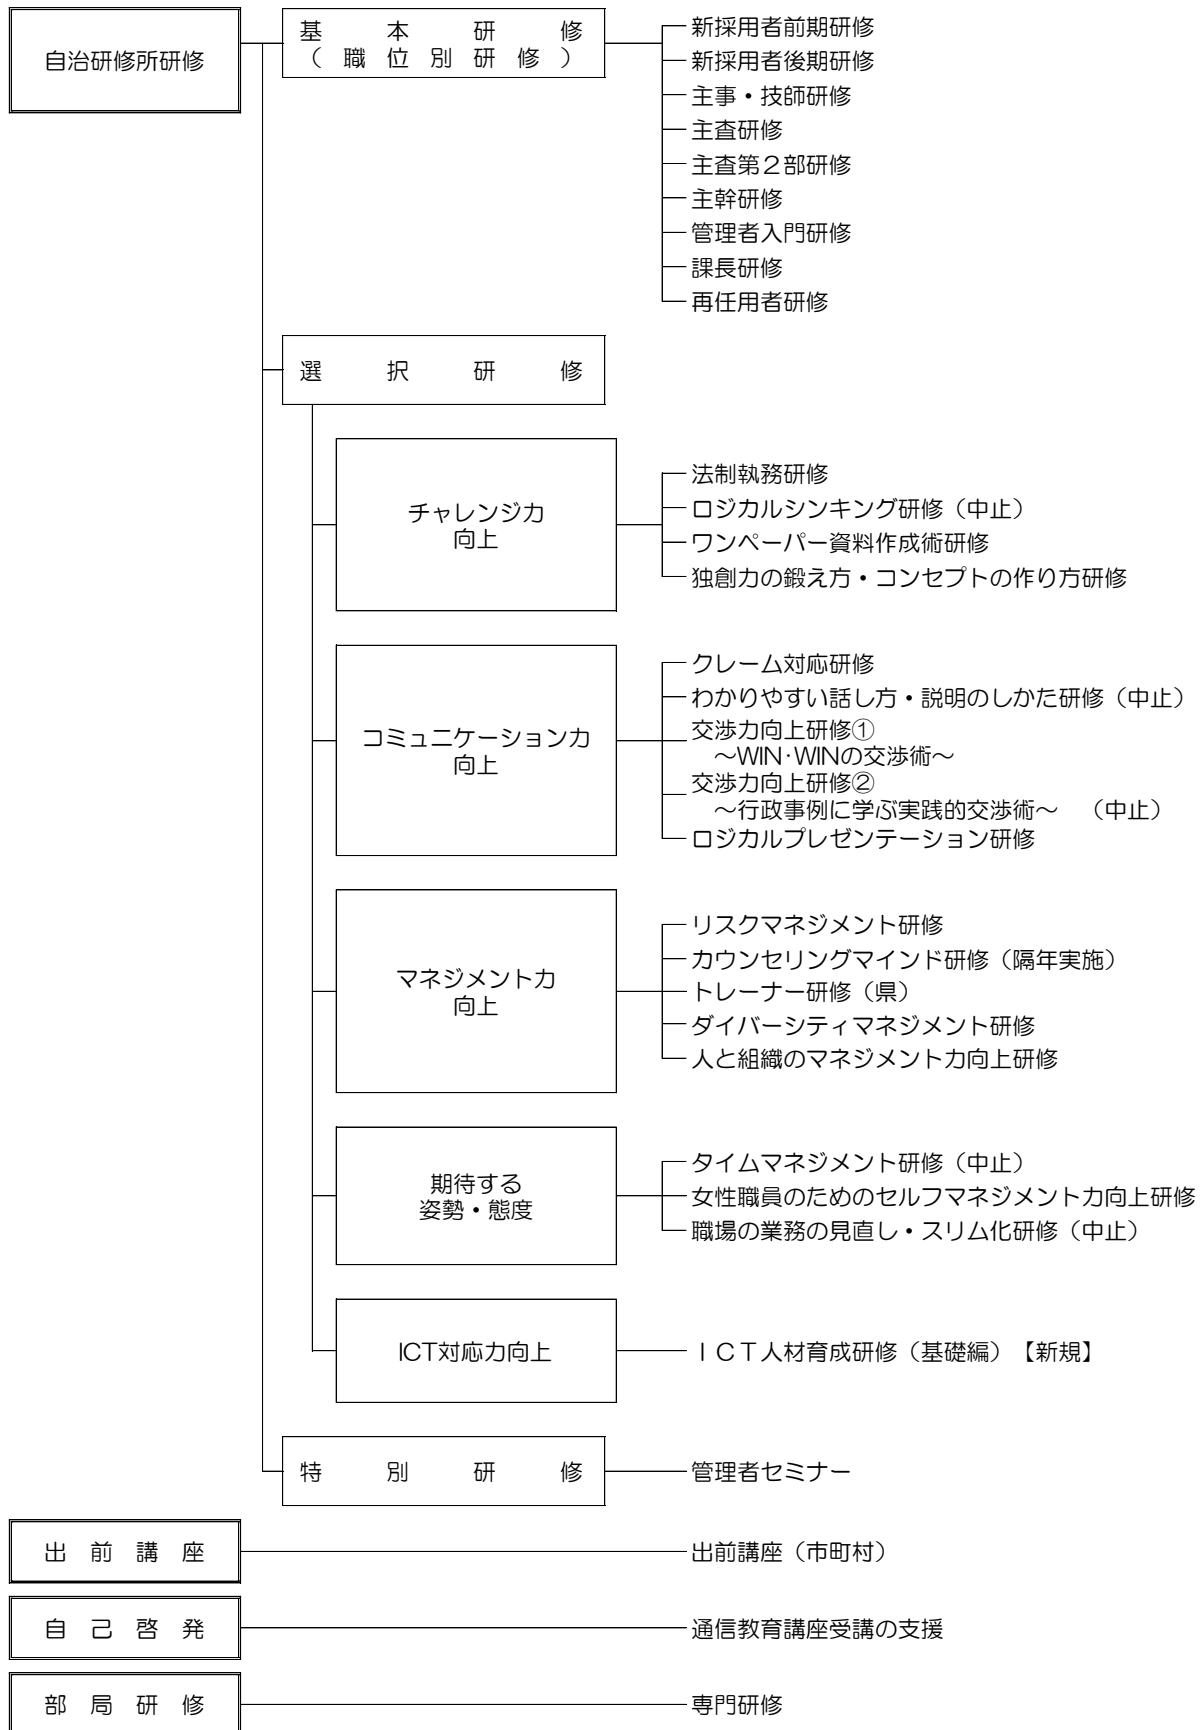 自治研修所研修
基本研修
（職位別研修）
新採用者前期研修
新採用者後期研修
主事・技師研修
主査研修
主査第２部研修
主幹研修
管理者入門研修
課長研修
再任用者研修
選択研修
チャレンジ力
向上
法制執務研修
ロジカルシンキング研修（中止）
ワンペーパー資料作成術研修
独創力の鍛え方・コンセプトの作り方研修
コミュニケーション力
向上
クレーム対応研修
わかりやすい話し方・説明のしかた研修（中止）
交渉力向上研修①
～WIN･WINの交渉術～
交渉力向上研修②
～行政事例に学ぶ実践的交渉術～　（中止）
ロジカルプレゼンテーション研修
マネジメント力
向上
リスクマネジメント研修
カウンセリングマインド研修（隔年実施）
トレーナー研修（県）
ダイバーシティマネジメント研修
人と組織のマネジメント力向上研修
期待する
姿勢・態度
タイムマネジメント研修（中止）
女性職員のためのセルフマネジメント力向上研修
職場の業務の見直し・スリム化研修（中止）
ICT対応力向上
ＩＣＴ人材育成研修（基礎編）【新規】
特別研修
管理者セミナー
出前講座
出前講座（市町村）
自己啓発
通信教育講座受講の支援
部局研修
専門研修